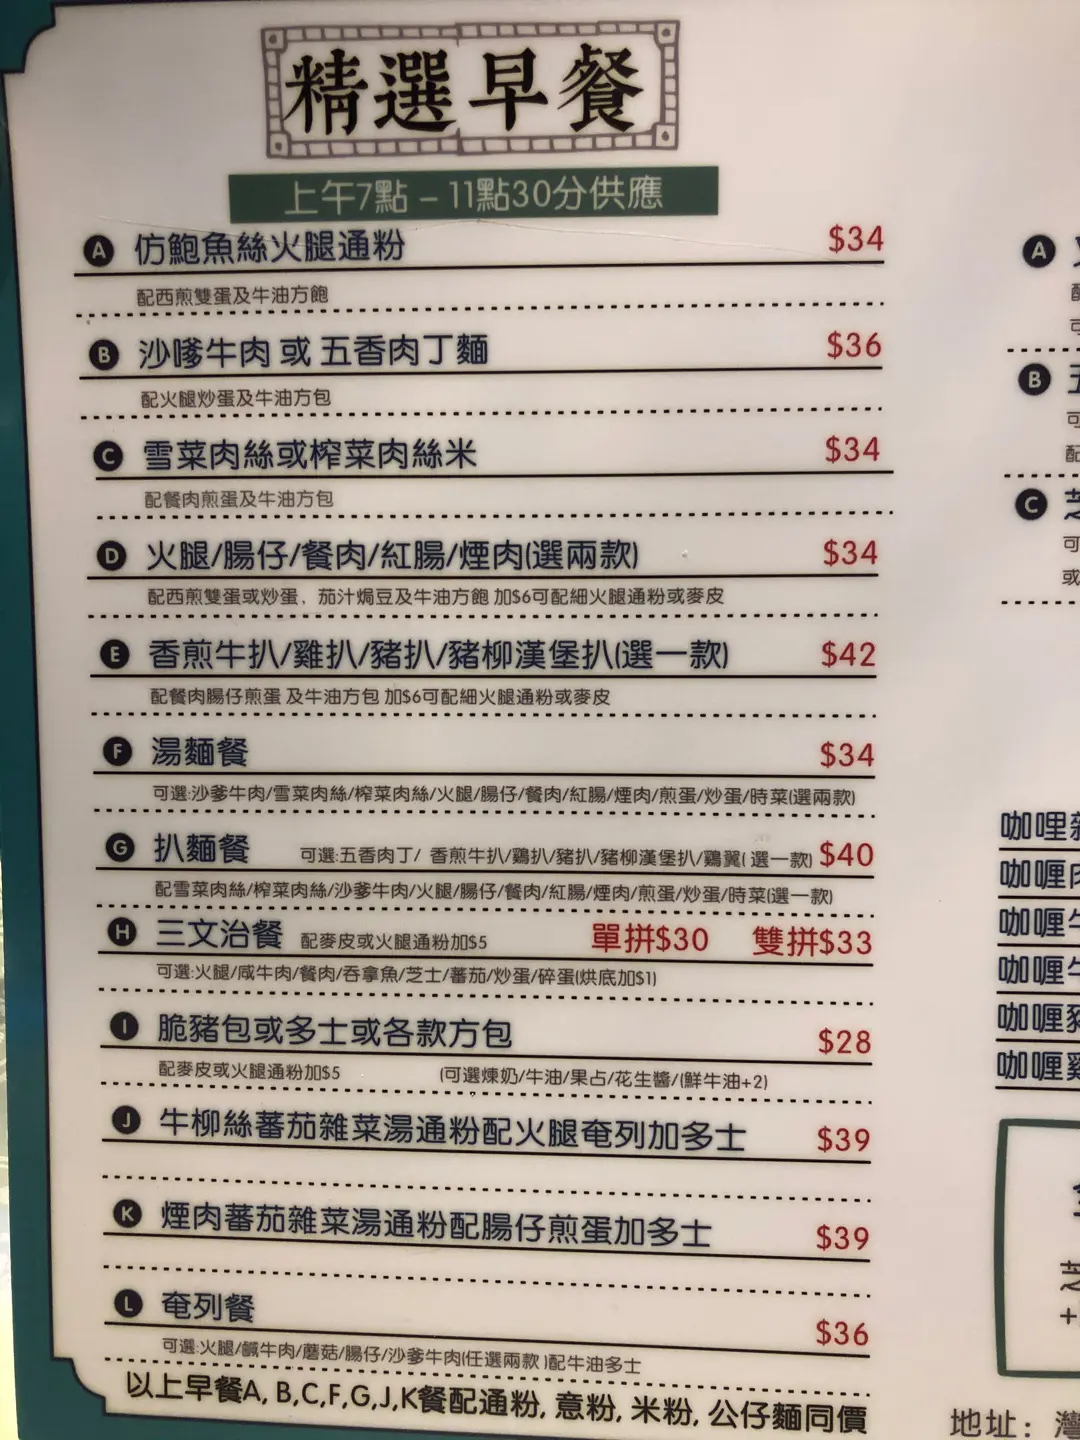 精選早餐
上午7點 – 11點30分供應
A 仿鮑魚絲火腿通粉 $34
配西煎雙蛋及牛油方飽
B 沙嗲牛肉 或 五香肉丁麵 $36
配火腿炒蛋及牛油方包
C 雪菜肉絲或榨菜肉絲米 $34
配餐肉煎蛋及牛油方包
D 火腿/腸仔/餐肉/紅腸/煙肉(選兩款) $34
配西煎雙蛋或炒蛋、茄汁焗豆及牛油方飽 加$6可配細火腿通粉或麥皮
E 香煎牛扒/雞扒/豬扒/豬柳漢堡扒(選一款) $42
配餐肉腸仔煎蛋 及牛油方包 加$6可配細火腿通粉或麥皮
F 湯麵餐 $34
可選:沙爹牛肉/雪菜肉絲/榨菜肉絲/火腿/腸仔/餐肉/紅腸/煙肉/煎蛋/炒蛋/時菜(選兩款)
G 扒麵餐 可選:五香肉丁/ 香煎牛扒/鷄扒/豬扒/豬柳漢堡扒/鷄翼( 選一款) $40
配雪菜肉絲/榨菜肉絲/沙爹牛肉/火腿/腸仔/餐肉/紅腸/煙肉/煎蛋/炒蛋/時菜(選一款)
H 三文治餐 配麥皮或火腿通粉加$5 單拼$30 雙拼$33
可選:火腿/咸牛肉/餐肉/吞拿魚/芝士/蕃茄/炒蛋/碎蛋(烘底加$1)
I 脆豬包或多士或各款方包 $28
配麥皮或火腿通粉加$5 (可選煉奶/牛油/果占/花生醬/(鮮牛油+2)
J 牛柳絲蕃茄雜菜湯通粉配火腿奄列加多士 $39
K 煙肉蕃茄雜菜湯通粉配腸仔煎蛋加多士 $39
L 奄列餐 $36
可選:火腿/鹹牛肉/蘑菇/腸仔/沙爹牛肉(任選兩款 )配牛油多士
以上早餐A, B,C,F,G,J,K餐配通粉, 意粉, 米粉, 公仔麵同價
A
可
B
可
配
C
可
或
咖哩
咖喱
咖喱牛
咖喱牛
咖喱
咖喱
+
地址：灣